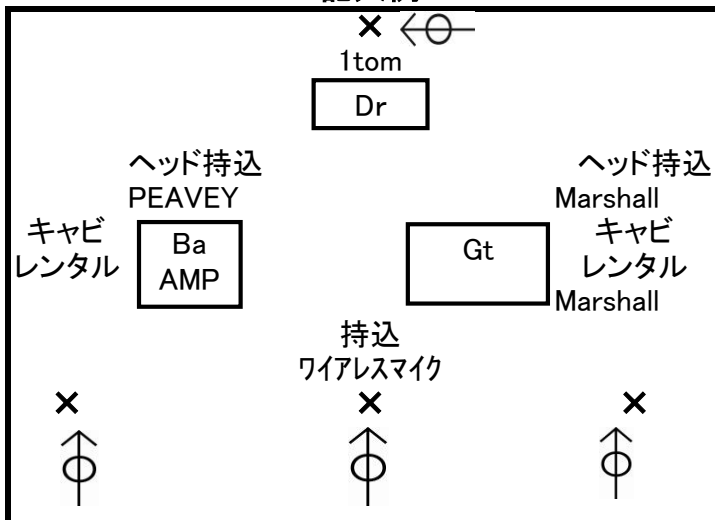 1tom
Dr
ヘッド持込
PEAVEY
キャビ
レンタル
Ba
AMP
Gt
ヘッド持込
Marshall
キャビ
レンタル
Marshall
持込
ワイアレスマイク